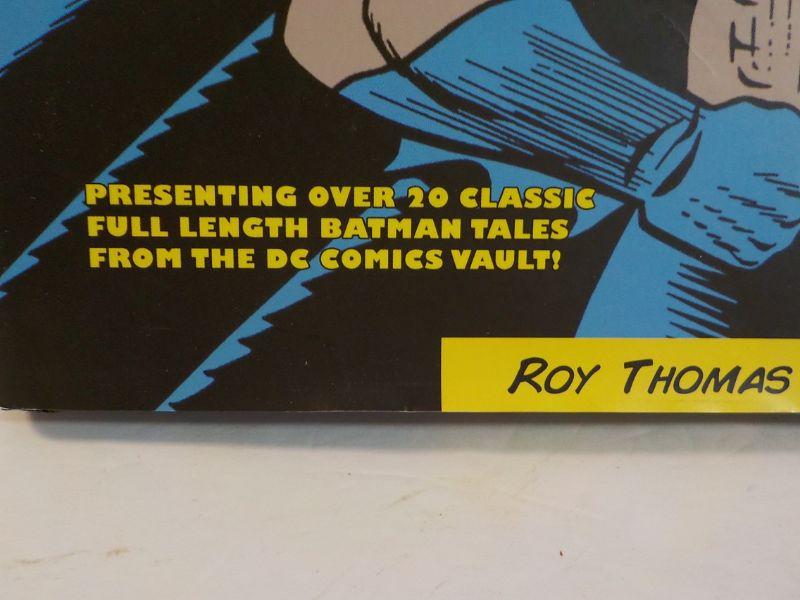 PRESENTING OVER 20 CLASSIC
FULL LENGTH BATMAN TALES
FROM THE DC COMICS VAULT!
ROY THOMAS